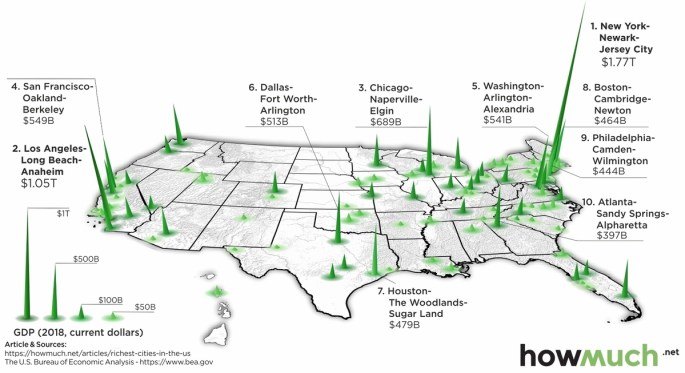 1. New York-
Newark-
Jersey City
$1.77T
4. San Francisco-
Oakland-
Berkeley
$549B
6. Dallas-
Fort Worth-
Arlington
$513B
3. Chicago-
Naperville-
Elgin
$689B
5. Washington-
Arlington-
Alexandria
$541B
8. Boston-
Cambridge-
Newton
$464B
2. Los Angeles-
Long Beach-
Anaheim
$1.05T
9. Philadelphia-
Camden-
Wilmington
$444B
10. Atlanta-
Sandy Springs-
Alpharetta
$397B
7. Houston-
The Woodlands-
Sugar Land
$479B
$1T
$500B
$100B
$50B
GDP (2018, current dollars)
Article & Sources:
https://howmuch.net/articles/richest-cities-in-the-us
The U.S. Bureau of Economic Analysis - https://www.bea.gov
howmuch.net